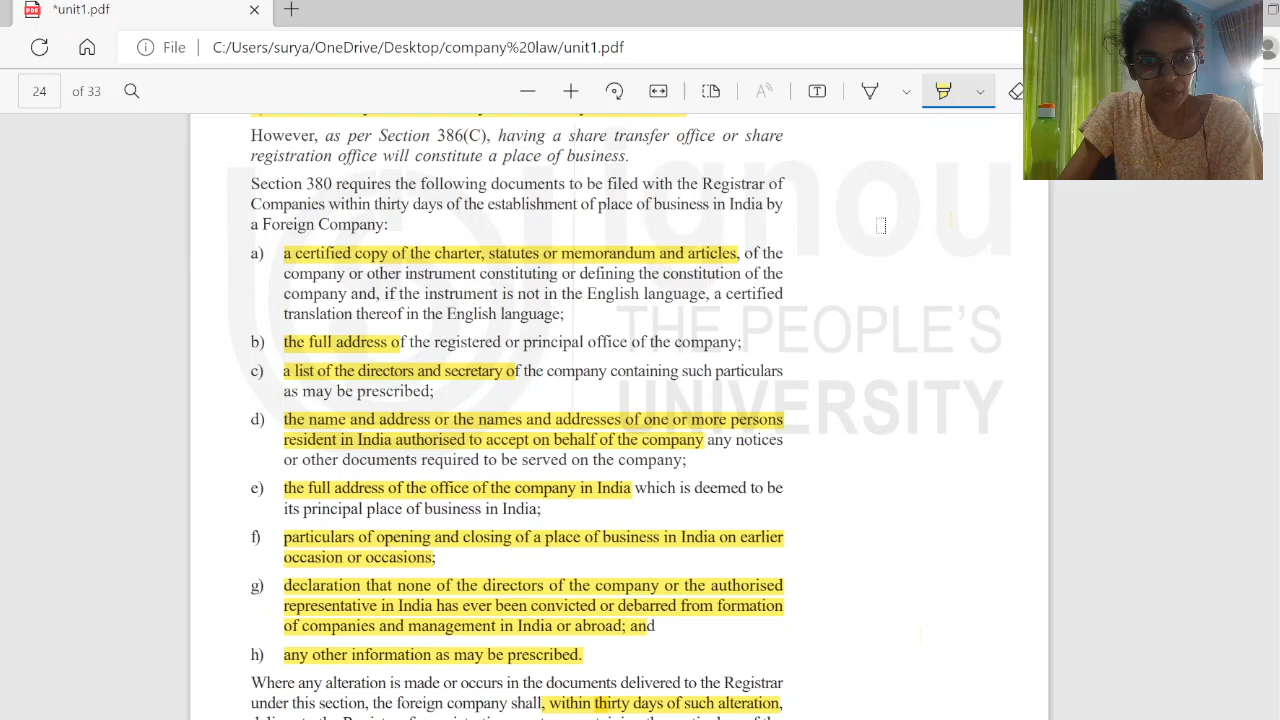 *unit1.pdf
File
C:/Users/surya/OneDrive/Desktop/company%20law/unit1.pdf
24 of 33
However, as per Section 386(C), having a share transfer office or share
registration office will constitute a place of business.
Section 380 requires the following documents to be filed with the Registrar of
Companies within thirty days of the establishment of place of business in India by
a Foreign Company:
a) a certified copy of the charter, statutes or memorandum and articles, of the
company or other instrument constituting or defining the constitution of the
company and, if the instrument is not in the English language, a certified
translation thereof in the English language;
b) the full address of the registered or principal office of the company;
c) a list of the directors and secretary of the company containing such particulars
as may be prescribed;
d) the name and address or the names and addresses of one or more persons
resident in India authorised to accept on behalf of the company any notices
or other documents required to be served on the company;
e) the full address of the office of the company in India which is deemed to be
its principal place of business in India;
f) particulars of opening and closing of a place of business in India on earlier
occasion or occasions;
g) declaration that none of the directors of the company or the authorised
representative in India has ever been convicted or debarred from formation
of companies and management in India or abroad; and
h) any other information as may be prescribed.
Where any alteration is made or occurs in the documents delivered to the Registrar
under this section, the foreign company shall, within thirty days of such alteration,
ignou
THE PEOPLE'S
UNIVERSITY